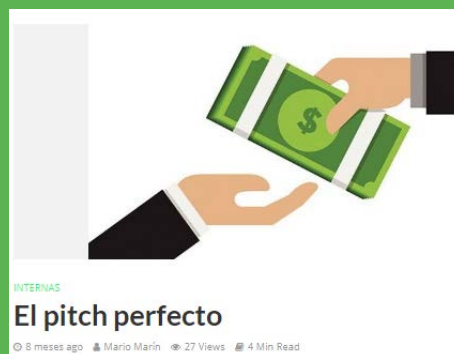 $
INTERNAS
El pitch perfecto
8 meses ago Mario Marín 27 Views 4 Min Read